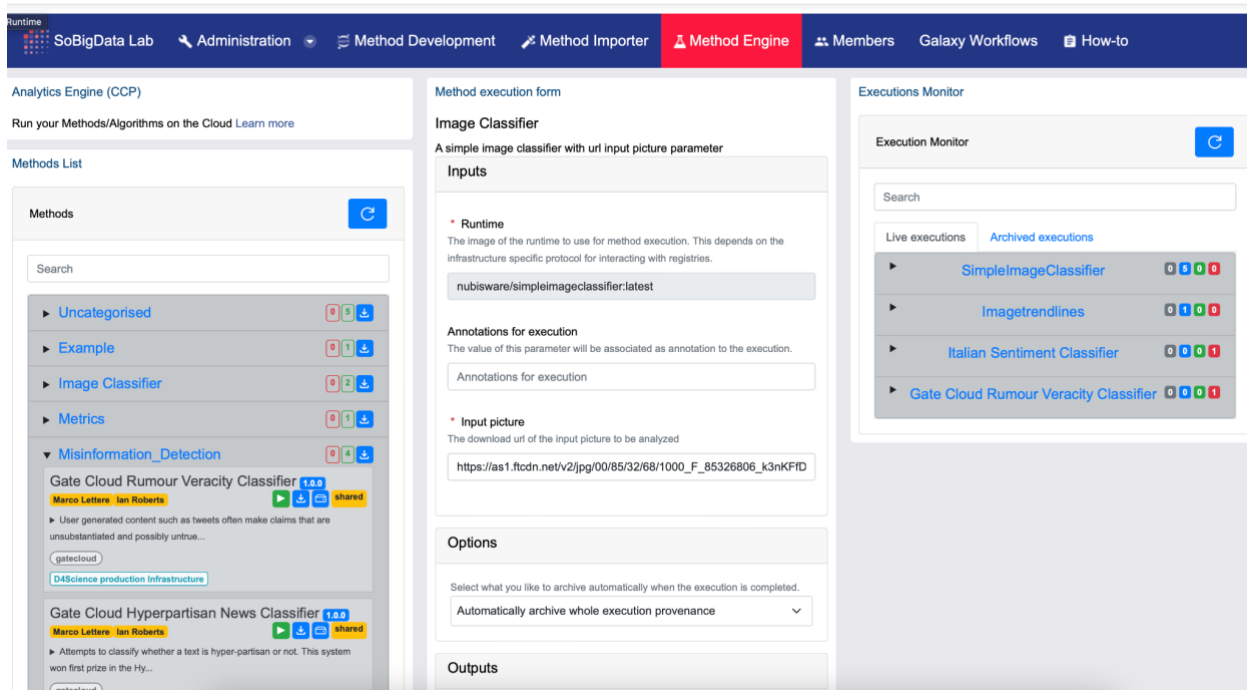 Runtime
SoBigData Lab Administration Method Development Method Importer Method Engine Members Galaxy Workflows How-to
Analytics Engine (CCP)
Run your Methods/Algorithms on the Cloud Learn more
Methods List
Methods
Search
Uncategorised 0 5
Example 0 1
Image Classifier 0 2
Metrics 0 1
Misinformation_Detection 0 4
Gate Cloud Rumour Veracity Classifier 1.0.0
Marco Lettere Ian Roberts shared
User generated content such as tweets often make claims that are
unsubstantiated and possibly untrue...
gatecloud
D4Science production Infrastructure
Gate Cloud Hyperpartisan News Classifier 1.0.0
Marco Lettere Ian Roberts shared
Attempts to classify whether a text is hyper-partisan or not. This system
won first prize in the Hy...
gatecloud
Method execution form
Image Classifier
A simple image classifier with url input picture parameter
Inputs
* Runtime
The image of the runtime to use for method execution. This depends on the
infrastructure specific protocol for interacting with registries.
nubisware/simpleimageclassifier:latest
Annotations for execution
The value of this parameter will be associated as annotation to the execution.
Annotations for execution
* Input picture
The download url of the input picture to be analyzed
https://as1.ftcdn.net/v2/jpg/00/85/32/68/1000_F_85326806_k3nKFfD
Options
Select what you like to archive automatically when the execution is completed.
Automatically archive whole execution provenance
Outputs
Executions Monitor
Execution Monitor
Search
Live executions Archived executions
SimpleImageClassifier 0 5 0 0
Imagetrendlines 0 1 0 0
Italian Sentiment Classifier 0 0 0 1
Gate Cloud Rumour Veracity Classifier 0 0 0 1